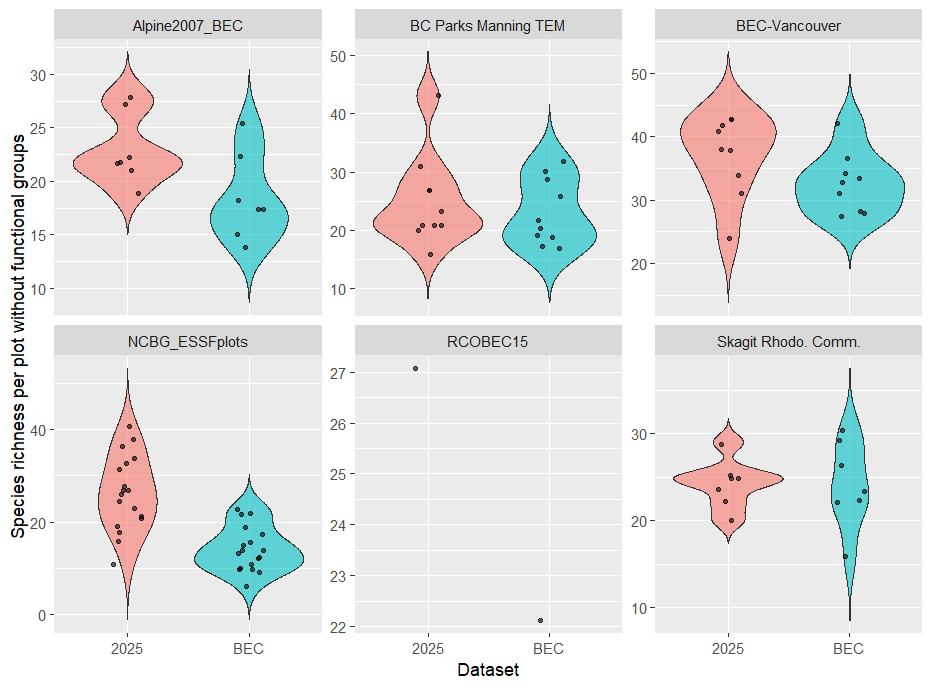 Alpine2007_BEC
BC Parks Manning TEM
BEC-Vancouver
30
25
20
15
10
50
40
30
20
10
50
40
30
20
Species richness per plot without functional groups
NCBG_ESSFplots
RCOBEC15
Skagit Rhodo. Comm.
40
20
0
27
26
25
24
23
22
30
20
10
2025
BEC
2025
BEC
2025
BEC
Dataset